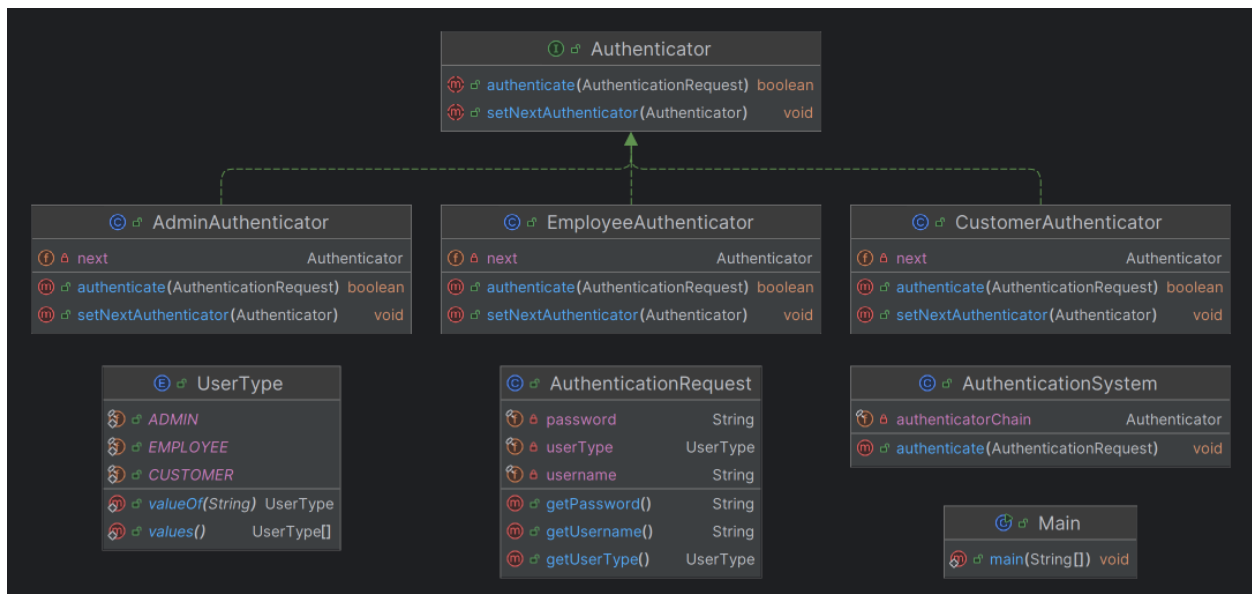 Authenticator
authenticate(AuthenticationRequest) boolean
setNextAuthenticator(Authenticator) void
AdminAuthenticator
next Authenticator
authenticate(AuthenticationRequest) boolean
setNextAuthenticator(Authenticator) void
EmployeeAuthenticator
next Authenticator
authenticate(AuthenticationRequest) boolean
setNextAuthenticator(Authenticator) void
CustomerAuthenticator
next Authenticator
authenticate(AuthenticationRequest) boolean
setNextAuthenticator(Authenticator) void
UserType
ADMIN
EMPLOYEE
CUSTOMER
valueOf(String) UserType
values() UserType[]
AuthenticationRequest
password String
userType UserType
username String
getPassword() String
getUsername() String
getUserType() UserType
AuthenticationSystem
authenticatorChain Authenticator
authenticate(AuthenticationRequest) void
Main
main(String[]) void